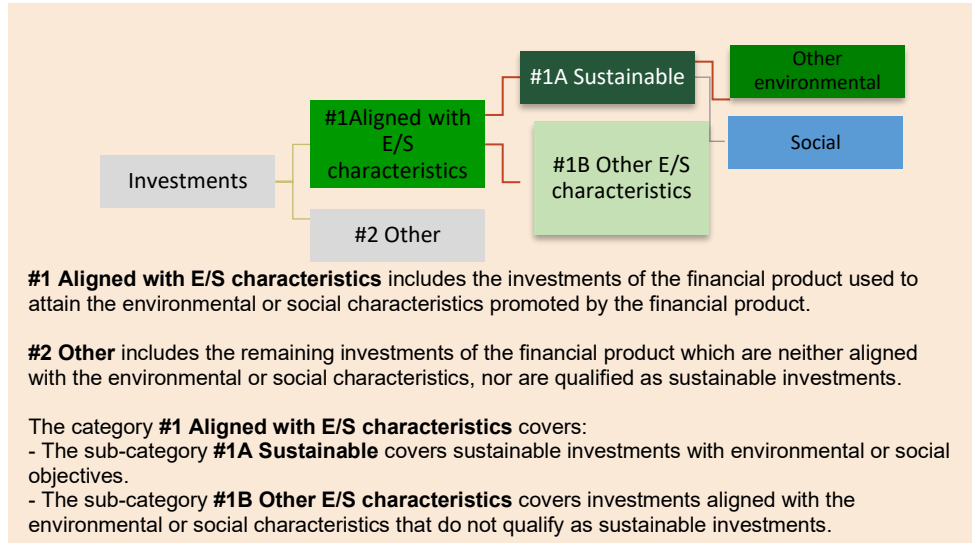 #1A Sustainable
Other
environmental
#1Aligned with
E/S
characteristics
Social
#1B Other E/S
characteristics
Investments
#2 Other
#1 Aligned with E/S characteristics includes the investments of the financial product used to
attain the environmental or social characteristics promoted by the financial product.
#2 Other includes the remaining investments of the financial product which are neither aligned
with the environmental or social characteristics, nor are qualified as sustainable investments.
The category #1 Aligned with E/S characteristics covers:
- The sub-category #1A Sustainable covers sustainable investments with environmental or social
objectives.
- The sub-category #1B Other E/S characteristics covers investments aligned with the
environmental or social characteristics that do not qualify as sustainable investments.